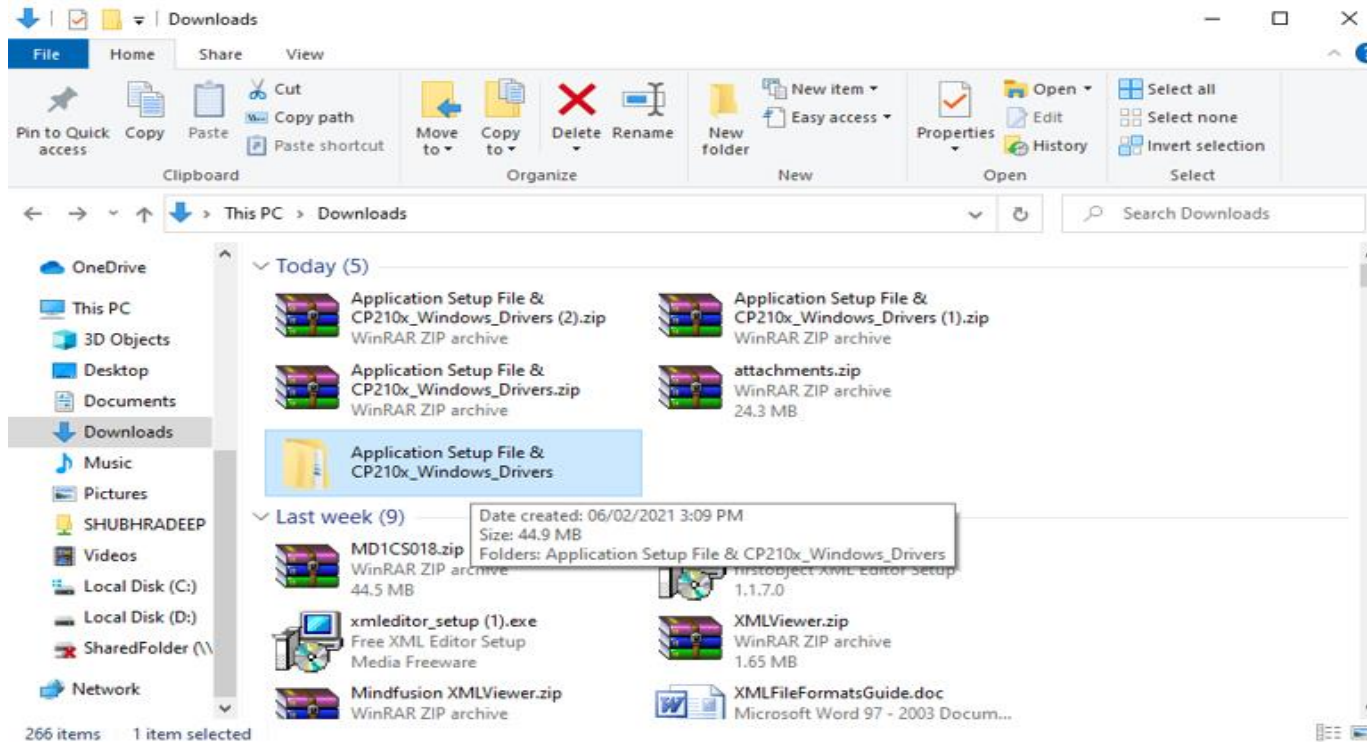 Downloads
File Home Share View
Pin to Quick access
Copy
Paste
Cut
Copy path
Paste shortcut
Clipboard
Move to
Copy to
Delete
Rename
Organize
New folder
New item
Easy access
New
Properties
Open
Edit
History
Open
Select all
Select none
Invert selection
Select
This PC > Downloads
Search Downloads
OneDrive
This PC
3D Objects
Desktop
Documents
Downloads
Music
Pictures
SHUBHRADEEP
Videos
Local Disk (C:)
Local Disk (D:)
SharedFolder (\\
Network
Today (5)
Application Setup File &
CP210x_Windows_Drivers (2).zip
WinRAR ZIP archive
Application Setup File &
CP210x_Windows_Drivers (1).zip
WinRAR ZIP archive
Application Setup File &
CP210x_Windows_Drivers.zip
WinRAR ZIP archive
attachments.zip
WinRAR ZIP archive
24.3 MB
Application Setup File &
CP210x_Windows_Drivers
Date created: 06/02/2021 3:09 PM
Size: 44.9 MB
Folders: Application Setup File & CP210x_Windows_Drivers
Last week (9)
MD1CS018.zip
WinRAR ZIP archive
44.5 MB
firstobject XML Editor Setup
1.1.7.0
xmleditor_setup (1).exe
Free XML Editor Setup
Media Freeware
XMLViewer.zip
WinRAR ZIP archive
1.65 MB
Mindfusion XMLViewer.zip
WinRAR ZIP archive
XMLFileFormatsGuide.doc
Microsoft Word 97 - 2003 Docum...
266 items 1 item selected